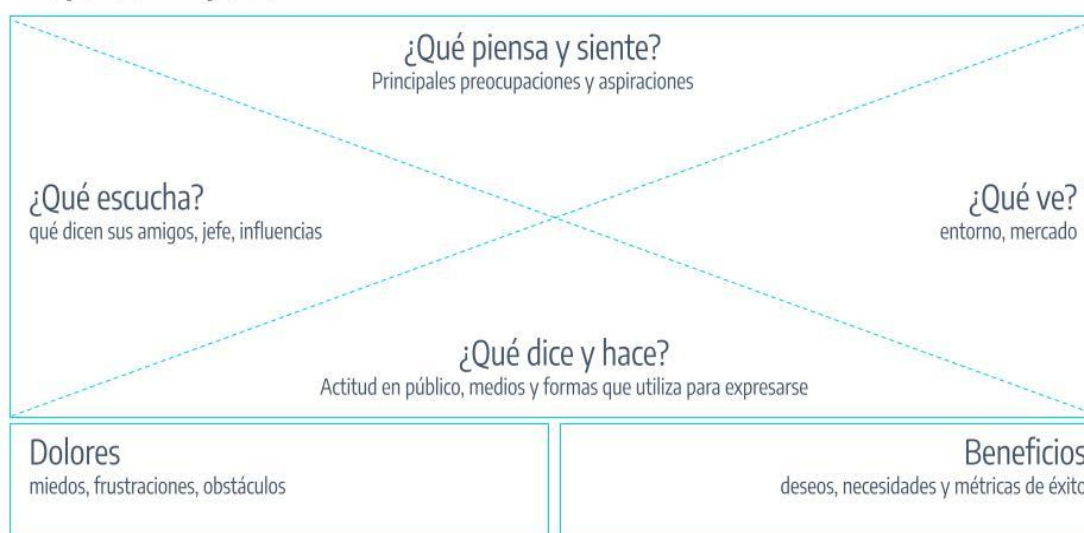 ¿Qué piensa y siente?
Principales preocupaciones y aspiraciones
¿Qué escucha?
qué dicen sus amigos, jefe, influencias
¿Qué ve?
entorno, mercado
¿Qué dice y hace?
Actitud en público, medios y formas que utiliza para expresarse
Dolores
miedos, frustraciones, obstáculos
Beneficios
deseos, necesidades y métricas de éxito